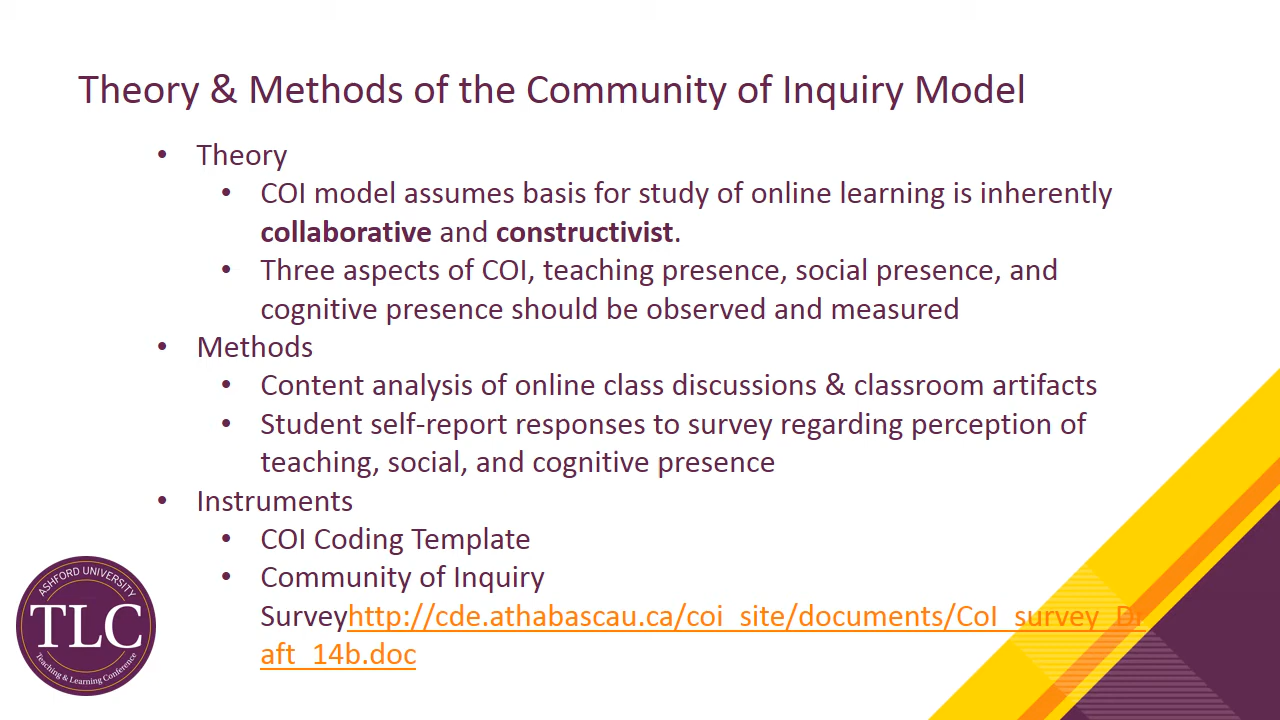 Theory & Methods of the Community of Inquiry Model
• Theory
• COI model assumes basis for study of online learning is inherently
collaborative and constructivist.
• Three aspects of COI, teaching presence, social presence, and
cognitive presence should be observed and measured
• Methods
• Content analysis of online class discussions & classroom artifacts
• Student self-report responses to survey regarding perception of
teaching, social, and cognitive presence
• Instruments
• COI Coding Template
• Community of Inquiry
Surveyhttp://cde.athabascau.ca/coi_site/documents/CoI_survey_Dr
aft_14b.doc
ASHFORD UNIVERSITY
TLC
Teaching & Learning Conference